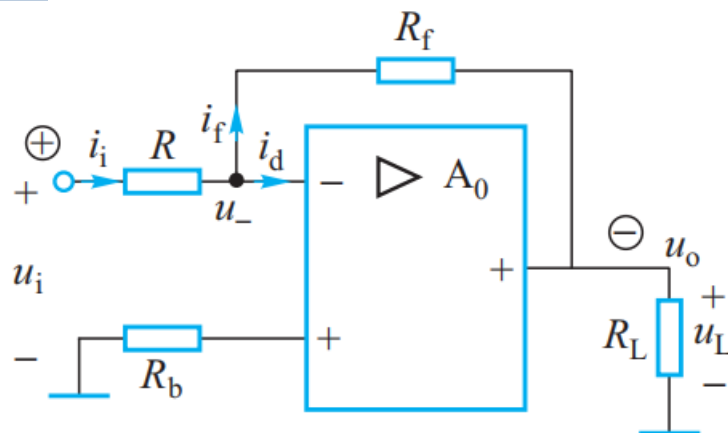 R_f
⊕ i_i R i_f i_d
+ u_− − ▷ A_0
u_i + ⊖ u_o
− R_b + R_L + u_L −